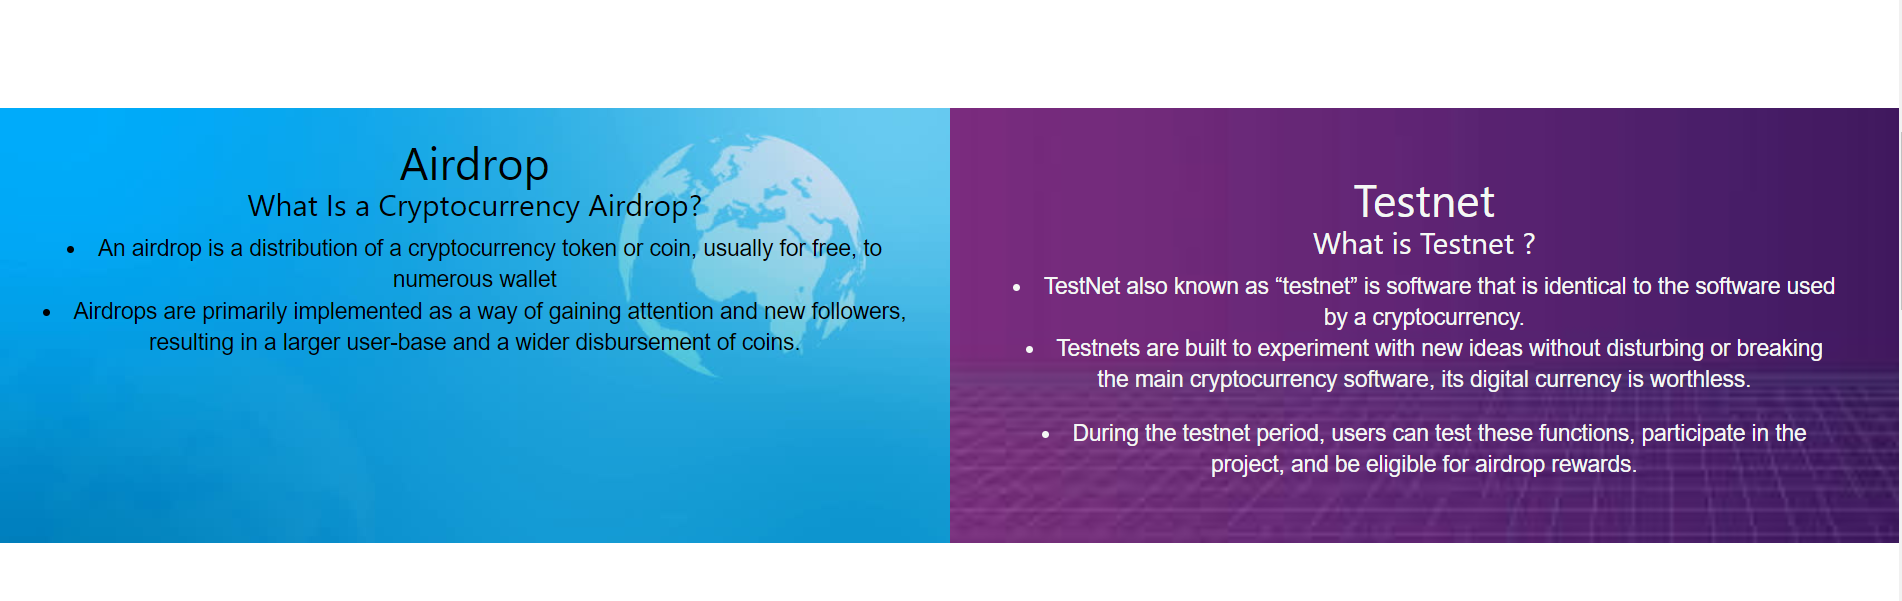 Airdrop
What Is a Cryptocurrency Airdrop?
• An airdrop is a distribution of a cryptocurrency token or coin, usually for free, to
numerous wallet
• Airdrops are primarily implemented as a way of gaining attention and new followers,
resulting in a larger user-base and a wider disbursement of coins.
Testnet
What is Testnet ?
• TestNet also known as “testnet” is software that is identical to the software used
by a cryptocurrency.
• Testnets are built to experiment with new ideas without disturbing or breaking
the main cryptocurrency software, its digital currency is worthless.
• During the testnet period, users can test these functions, participate in the
project, and be eligible for airdrop rewards.